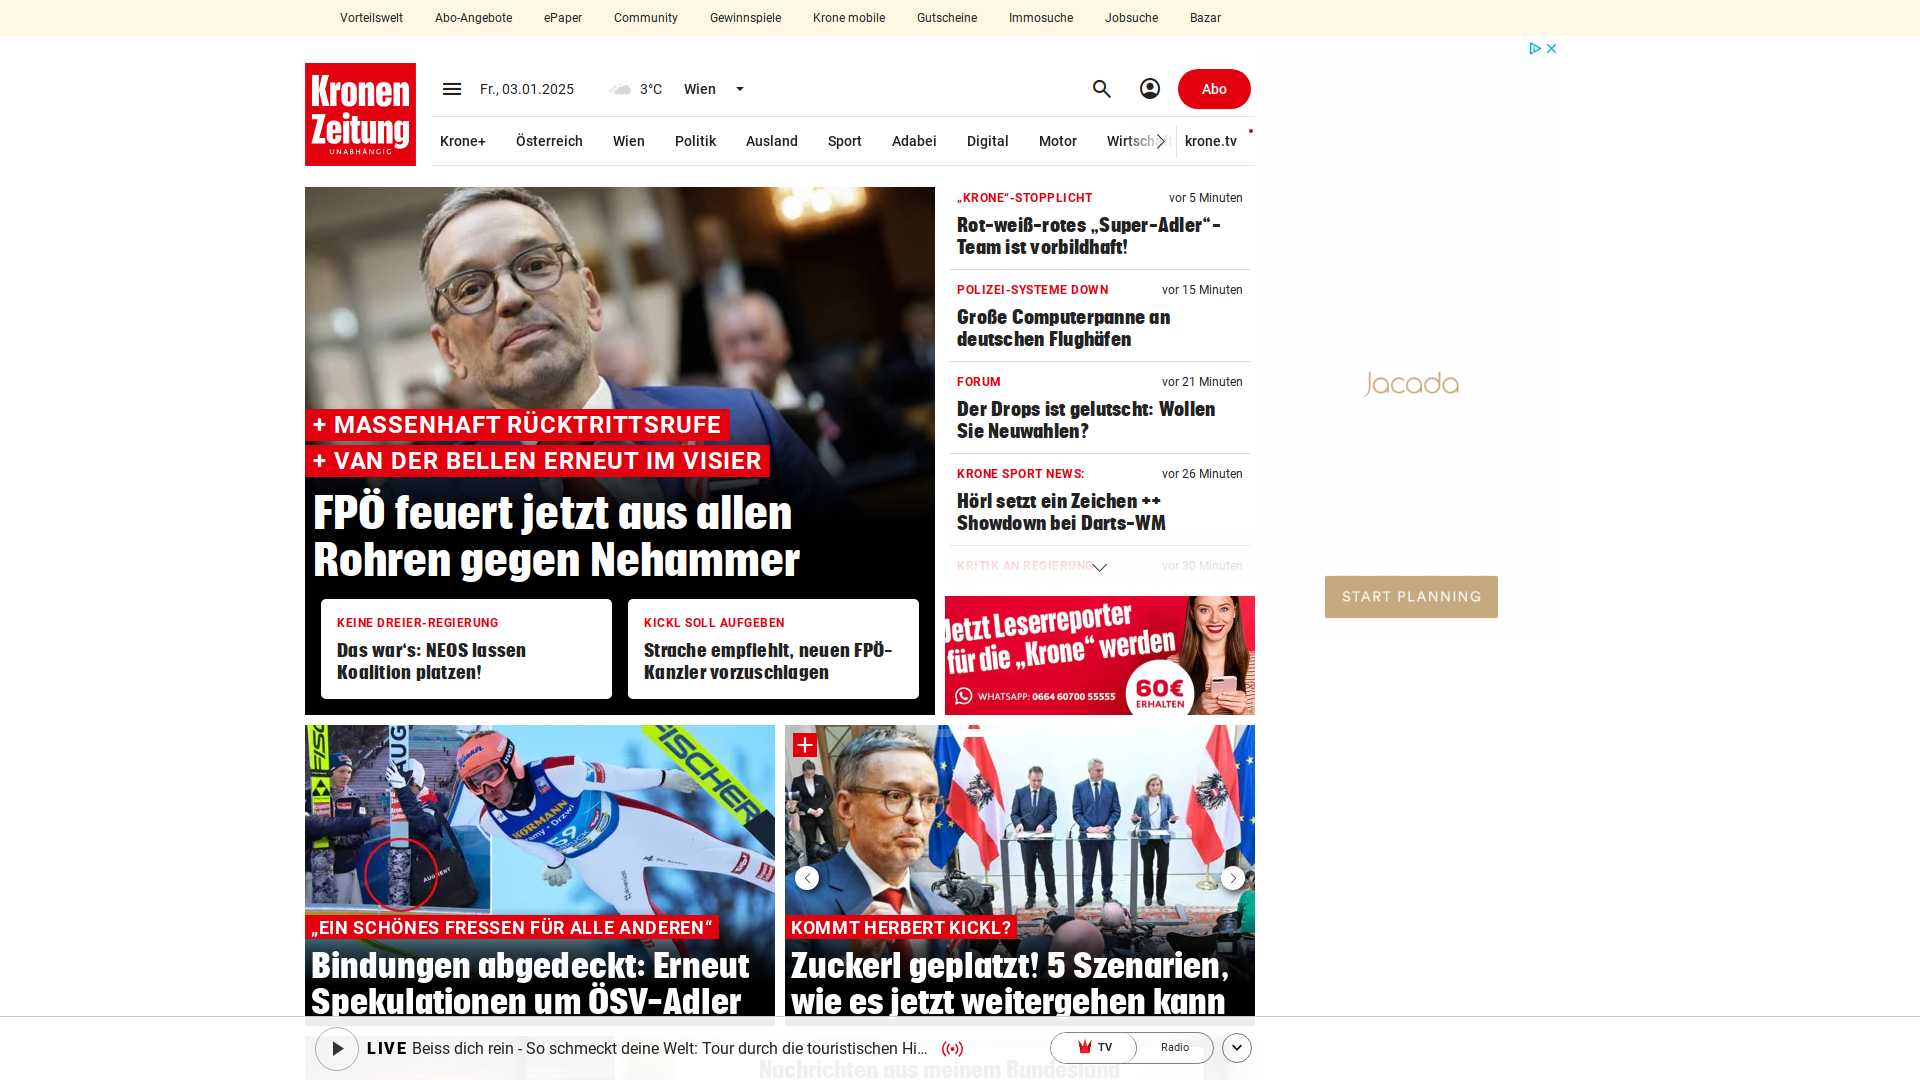 Vorteilswelt Abo-Angebote ePaper Community Gewinnspiele Krone mobile Gutscheine Immosuche Jobsuche Bazar
Kronen
Zeitung
UNABHÄNGIG
Fr., 03.01.2025 3°C Wien
Abo
Krone+ Österreich Wien Politik Ausland Sport Adabei Digital Motor Wirtschaft krone.tv
+ MASSENHAFT RÜCKTRITTSRUFE
+ VAN DER BELLEN ERNEUT IM VISIER
FPÖ feuert jetzt aus allen
Rohren gegen Nehammer
KEINE DREIER-REGIERUNG
Das war‘s: NEOS lassen
Koalition platzen!
KICKL SOLL AUFGEBEN
Strache empfiehlt, neuen FPÖ-
Kanzler vorzuschlagen
„KRONE“-STOPPLICHT vor 5 Minuten
Rot-weiß-rotes „Super-Adler“-
Team ist vorbildhaft!
POLIZEI-SYSTEME DOWN vor 15 Minuten
Große Computerpanne an
deutschen Flughäfen
FORUM vor 21 Minuten
Der Drops ist gelutscht: Wollen
Sie Neuwahlen?
KRONE SPORT NEWS: vor 26 Minuten
Hörl setzt ein Zeichen ++
Showdown bei Darts-WM
KRITIK AN REGIERUNG vor 30 Minuten
Jetzt Leserreporter
für die „Krone“ werden
WHATSAPP: 0664 60700 55555
60€
ERHALTEN
Jacada
START PLANNING
FISCHER
HORMANN
59
AUGMENT
„EIN SCHÖNES FRESSEN FÜR ALLE ANDEREN“
Bindungen abgedeckt: Erneut
Spekulationen um ÖSV-Adler
KOMMT HERBERT KICKL?
Zuckerl geplatzt! 5 Szenarien,
wie es jetzt weitergehen kann
LIVE Beiss dich rein - So schmeckt deine Welt: Tour durch die touristischen Hi...
TV Radio
Nachrichten aus meinem Bundesland